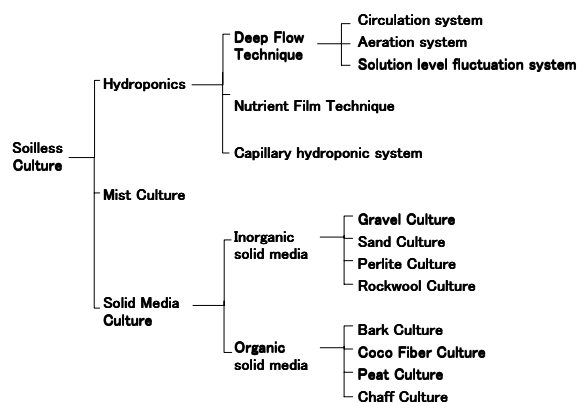 Circulation system
Deep Flow
Technique
Aeration system
Solution level fluctuation system
Hydroponics
Nutrient Film Technique
Soilless
Culture
Capillary hydroponic system
Mist Culture
Gravel Culture
Inorganic
solid media
Sand Culture
Perlite Culture
Rockwool Culture
Solid Media
Culture
Bark Culture
Organic
solid media
Coco Fiber Culture
Peat Culture
Chaff Culture